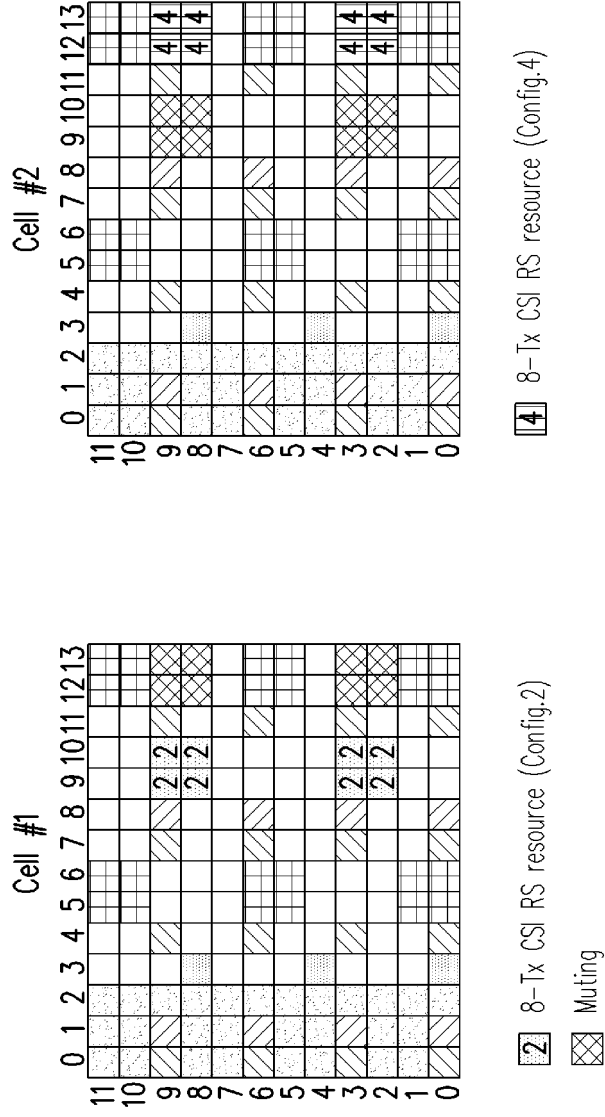 Cell #1
0 1 2 3 4 5 6 7 8 9 10 11 12 13
11
10
9 2 2
8 2 2
7
6
5
4
3 2 2
2 2 2
1
0
2 8-Tx CSI RS resource (Config.2)
Muting
Cell #2
0 1 2 3 4 5 6 7 8 9 10 11 12 13
11
10
9 4 4
8 4 4
7
6
5
4
3 4 4
2 4 4
1
0
4 8-Tx CSI RS resource (Config.4)